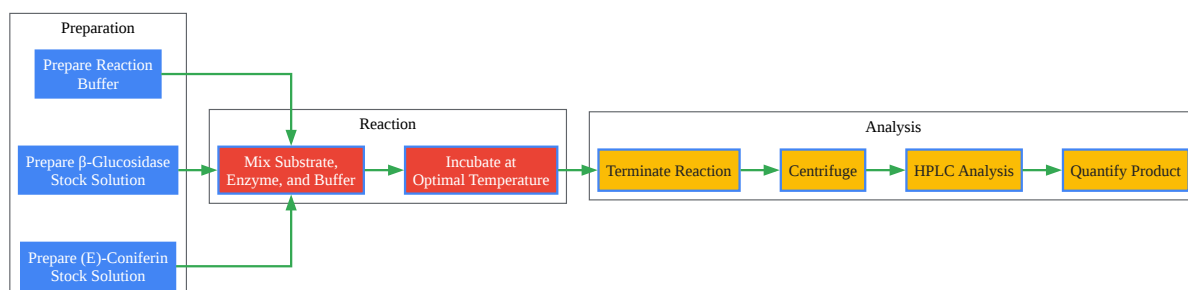 Preparation
Prepare Reaction
Buffer
Prepare β-Glucosidase
Stock Solution
Prepare (E)-Coniferin
Stock Solution
Reaction
Mix Substrate,
Enzyme, and Buffer
Incubate at
Optimal Temperature
Analysis
Terminate Reaction
Centrifuge
HPLC Analysis
Quantify Product